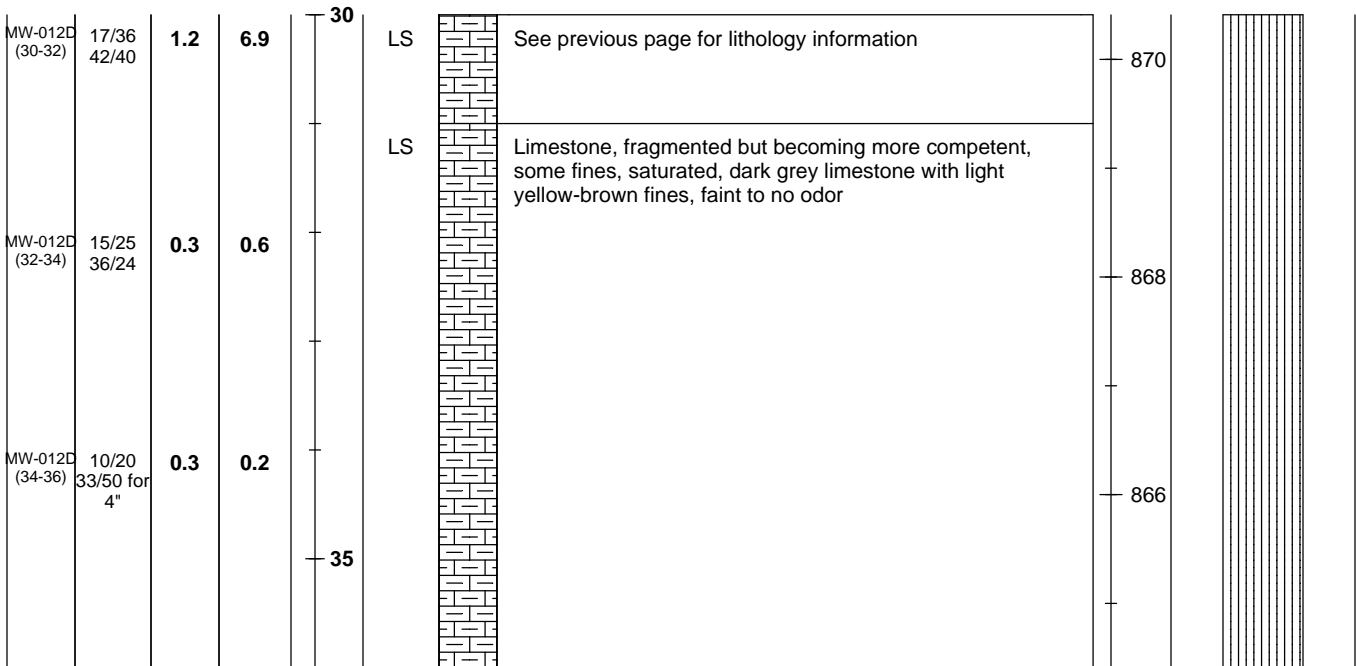 30
MW-012D 17/36 1.2 6.9 LS See previous page for lithology information
(30-32) 42/40
870
LS Limestone, fragmented but becoming more competent,
some fines, saturated, dark grey limestone with light
yellow-brown fines, faint to no odor
MW-012D 15/25 0.3 0.6
(32-34) 36/24
868
MW-012D 10/20 0.3 0.2
(34-36) 33/50 for
4"
866
35